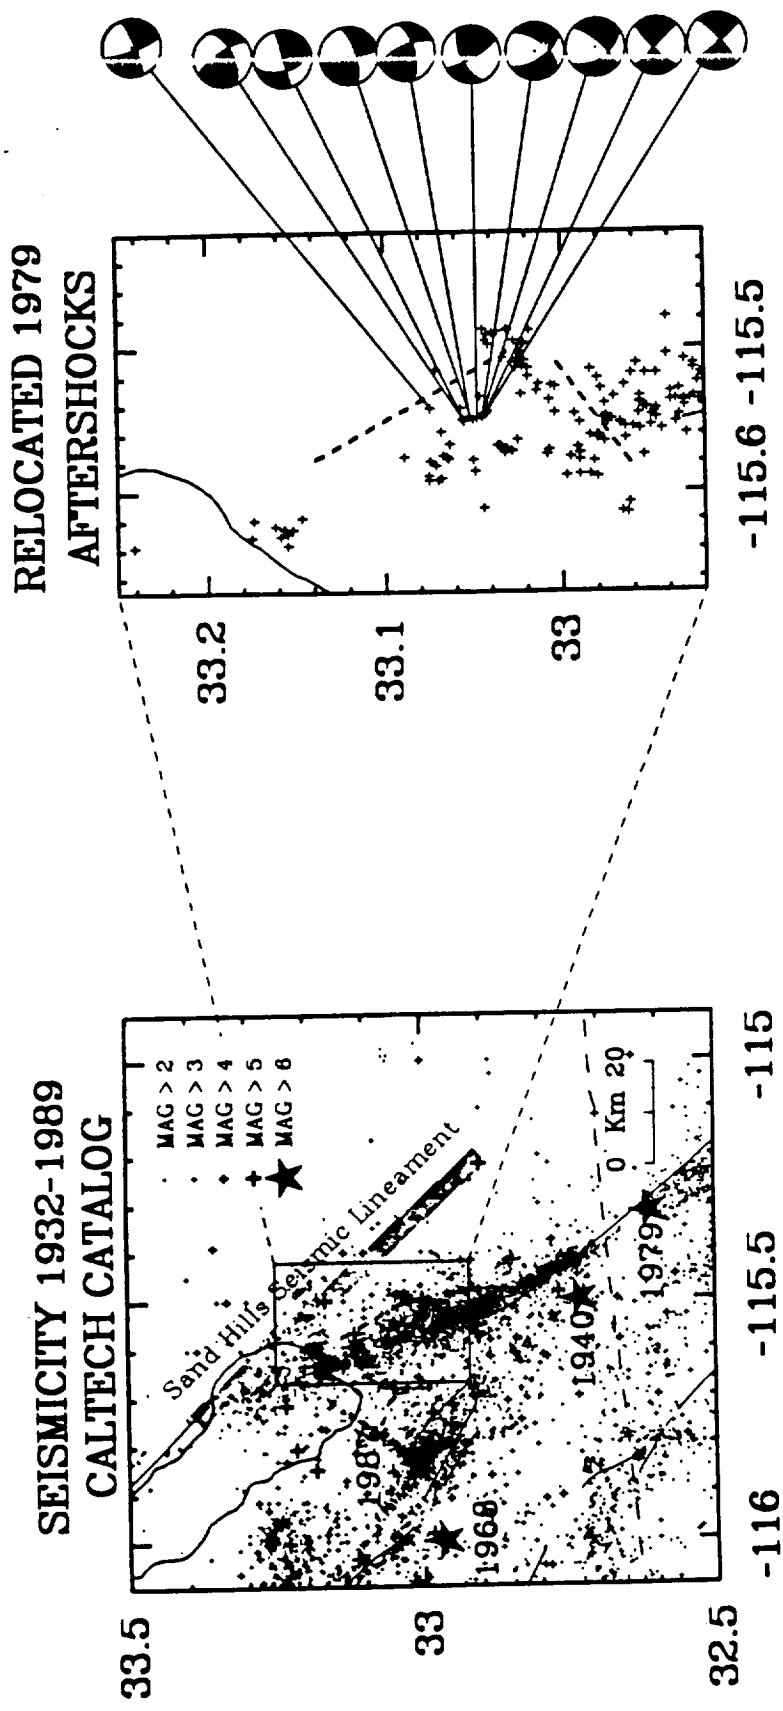 RELOCATED 1979
AFTERSHOCKS
33.2
33.1
33
-115.6
-115.5
SEISMICITY 1932-1989
CALTECH CATALOG
MAG > 2
MAG > 3
MAG > 4
MAG > 5
MAG > 6
Sand Hills Seismic Lineament
0 Km 20
1979
1940
1987
1968
33.5
33
32.5
-116
-115.5
-115